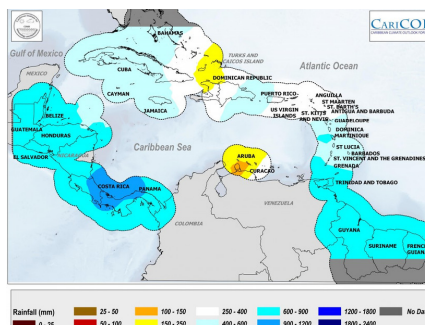 CARICO
CARIBBEAN CLIMATE OUTLOOK FOR
BAHAMAS
Gulf of Mexico
TURKS AND
CAICOS ISLAND
Atlantic Ocean
MEXICO
CUBA
DOMINICAN REPUBLIC
CAYMAN
PUERTO RICO
ANGUILLA
ST MAARTEN
JAMAICA
US VIRGIN
ISLANDS
ST. BARTH'S
ST. KITTS
AND NEVIS
ANTIGUA AND BARBUDA
BELIZE
GUADELOUPE
GUATEMALA
HONDURAS
DOMINICA
MARTINIQUE
Caribbean Sea
ST LUCIA
BARBADOS
EL SALVADOR
NICARAGUA
ARUBA
ST. VINCENT AND THE GRENADINES
CURACAO
GRENADA
COSTA RICA
PANAMA
TRINIDAD AND TOBAGO
VENEZUELA
COLOMBIA
GUYANA
SURINAME
FRENCH
GUIAN
Rainfall (mm)
25 - 50
100 - 150
250 - 400
600 - 900
1200 - 1800
No Da
0 - 25
50 - 100
150 - 250
400 - 600
900 - 1200
1800 - 2400